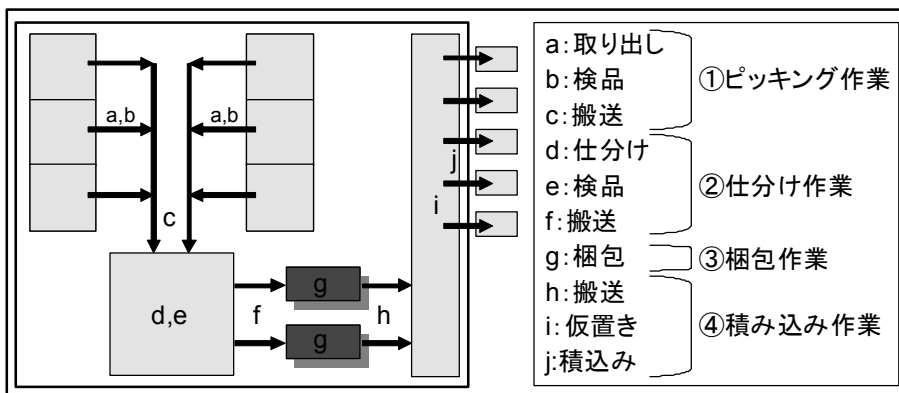 a,b
a,b
c
d,e
f
g
g
h
i
j
a:取り出し
b:検品
c:搬送
①ピッキング作業
d:仕分け
e:検品
f:搬送
②仕分け作業
g:梱包
③梱包作業
h:搬送
i:仮置き
j:積込み
④積み込み作業